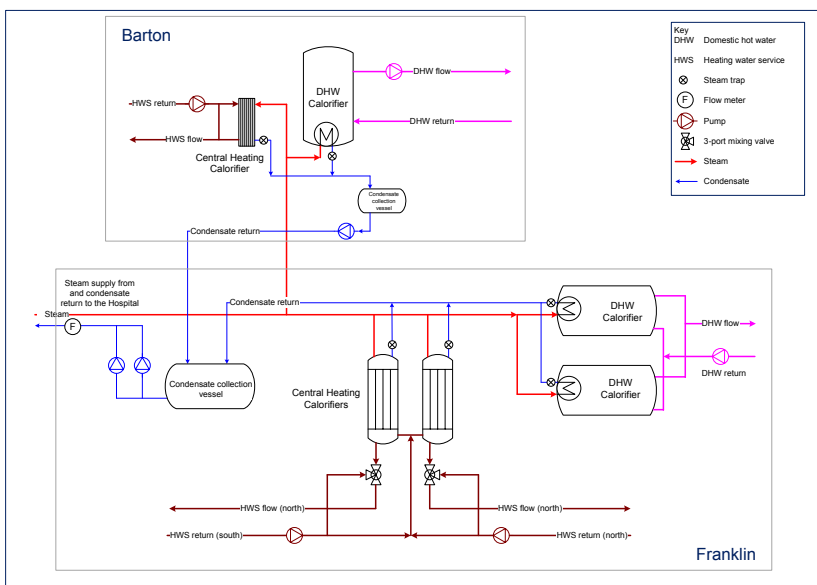 Barton
Key
DHW Domestic hot water
HWS Heating water service
Steam trap
F Flow meter
Pump
3-port mixing valve
Steam
Condensate
DHW
Calorifier
DHW flow
DHW return
HWS return
HWS flow
Central Heating
Calorifier
Condensate
collection
vessel
Condensate return
Steam supply from
and condensate
return to the Hospital
Steam
F
Condensate return
Condensate collection
vessel
Central Heating
Calorifiers
DHW
Calorifier
DHW
Calorifier
DHW flow
DHW return
HWS flow (north)
HWS flow (north)
HWS return (south)
HWS return (north)
Franklin